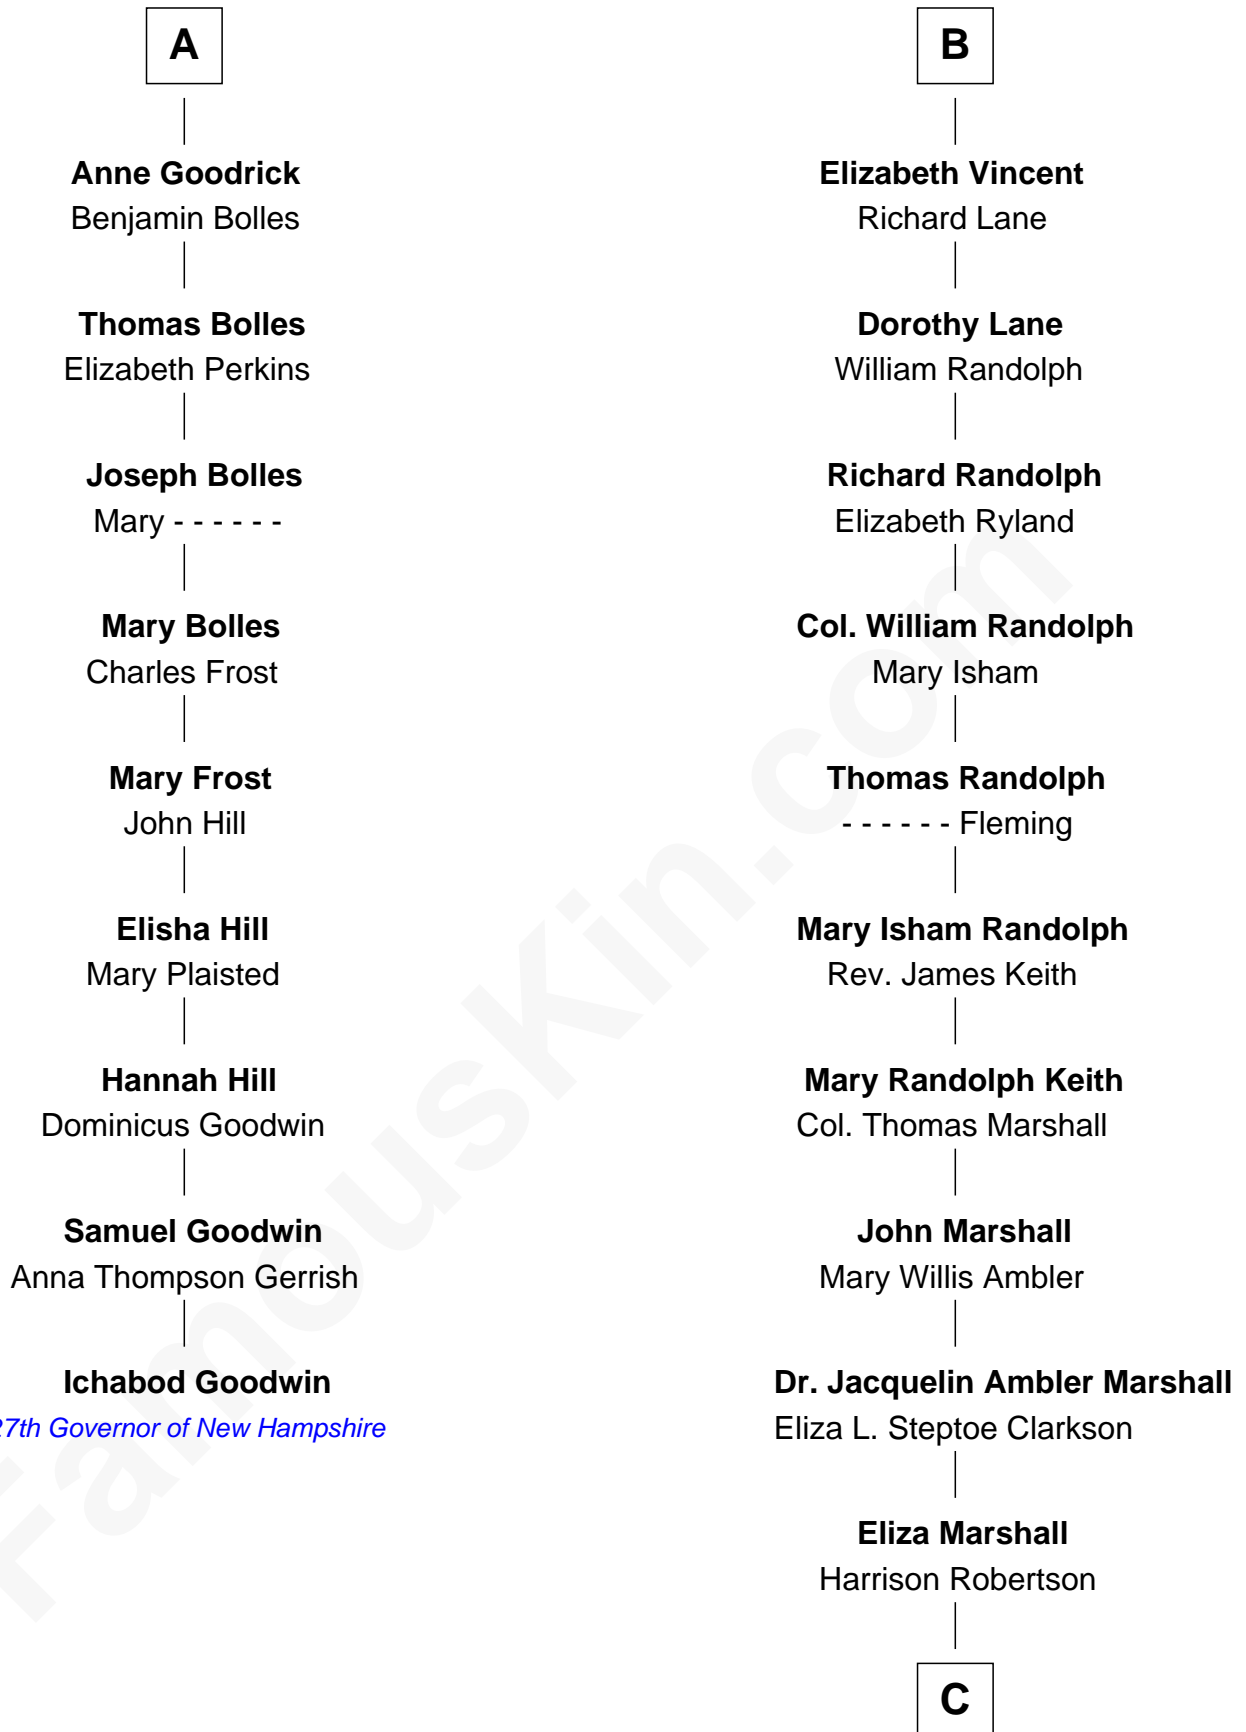 A
Anne Goodrick
Benjamin Bolles
Thomas Bolles
Elizabeth Perkins
Joseph Bolles
Mary - - - - - -
Mary Bolles
Charles Frost
Mary Frost
John Hill
Elisha Hill
Mary Plaisted
Hannah Hill
Dominicus Goodwin
Samuel Goodwin
Anna Thompson Gerrish
Ichabod Goodwin
27th Governor of New Hampshire
B
Elizabeth Vincent
Richard Lane
Dorothy Lane
William Randolph
Richard Randolph
Elizabeth Ryland
Col. William Randolph
Mary Isham
Thomas Randolph
- - - - - - Fleming
Mary Isham Randolph
Rev. James Keith
Mary Randolph Keith
Col. Thomas Marshall
John Marshall
Mary Willis Ambler
Dr. Jacquelin Ambler Marshall
Eliza L. Steptoe Clarkson
Eliza Marshall
Harrison Robertson
C
FamousKin.com